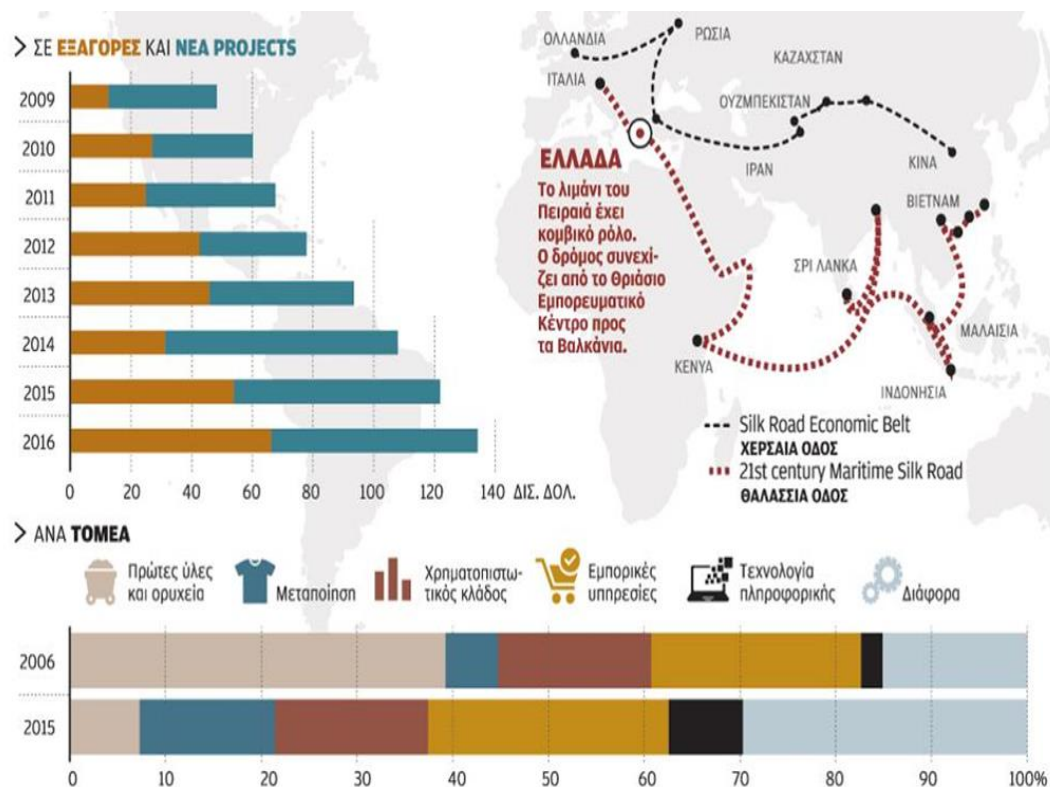 > ΣΕ ΕΞΑΓΟΡΕΣ ΚΑΙ ΝΕΑ PROJECTS
2009
2010
2011
2012
2013
2014
2015
2016
0 20 40 60 80 100 120 140 ΔΙΣ. ΔΟΛ.
ΟΛΛΑΝΔΙΑ
ΡΩΣΙΑ
ΙΤΑΛΙΑ
ΚΑΖΑΧΣΤΑΝ
ΟΥΖΜΠΕΚΙΣΤΑΝ
ΙΡΑΝ
ΚΙΝΑ
ΕΛΛΑΔΑ
Το λιμάνι του
Πειραιά έχει
κομβικό ρόλο.
Ο δρόμος συνεχί-
ζει από το Θριάσιο
Εμπορευματικό
Κέντρο προς
τα Βαλκάνια.
ΒΙΕΤΝΑΜ
ΣΡΙ ΛΑΝΚΑ
ΜΑΛΑΙΣΙΑ
ΚΕΝΥΑ
ΙΝΔΟΝΗΣΙΑ
Silk Road Economic Belt
ΧΕΡΣΑΙΑ ΟΔΟΣ
21st century Maritime Silk Road
ΘΑΛΑΣΣΙΑ ΟΔΟΣ
> ΑΝΑ ΤΟΜΕΑ
Πρώτες ύλες
και ορυχεία
Μεταποίηση
Χρηματοπιστω-
τικός κλάδος
Εμπορικές
υπηρεσίες
Τεχνολογία
πληροφορικής
Διάφορα
2006
2015
0 10 20 30 40 50 60 70 80 90 100%